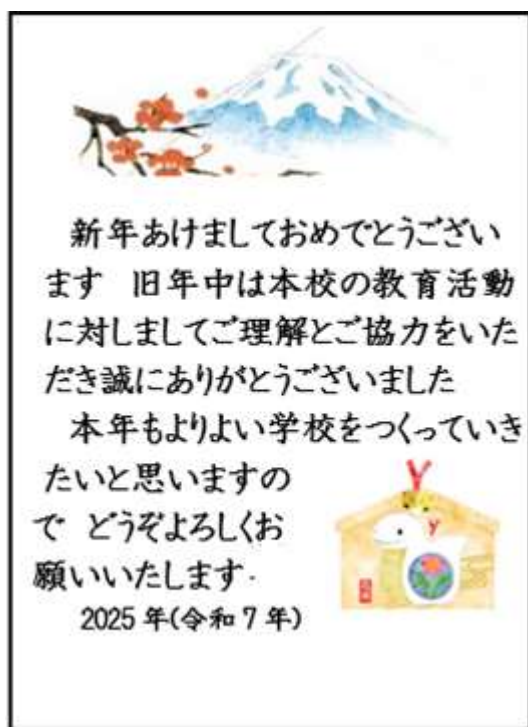 新年あけましておめでとうござい
ます　旧年中は本校の教育活動
に対しましてご理解とご協力をいた
だき誠にありがとうございました
本年もよりよい学校をつくっていき
たいと思いますの
で　どうぞよろしくお
願いいたします.
2025年(令和7年)